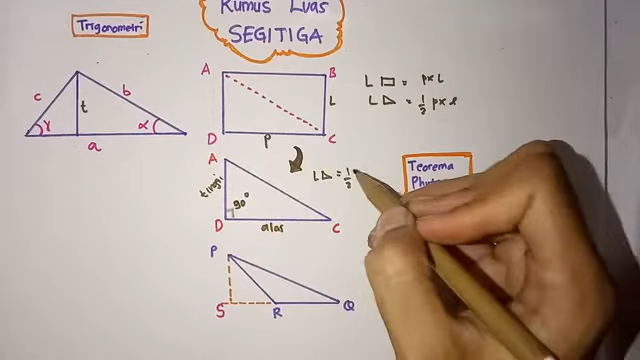 Rumus Luas
SEGITIGA
Trigonometri
c
b
t
γ
α
a
A
B
L
D
P
C
L □ = p x l
L △ = 1/2 p x l
A
tinggi
90°
D
alas
C
L △ = 1/2
Teorema
P
S
R
Q